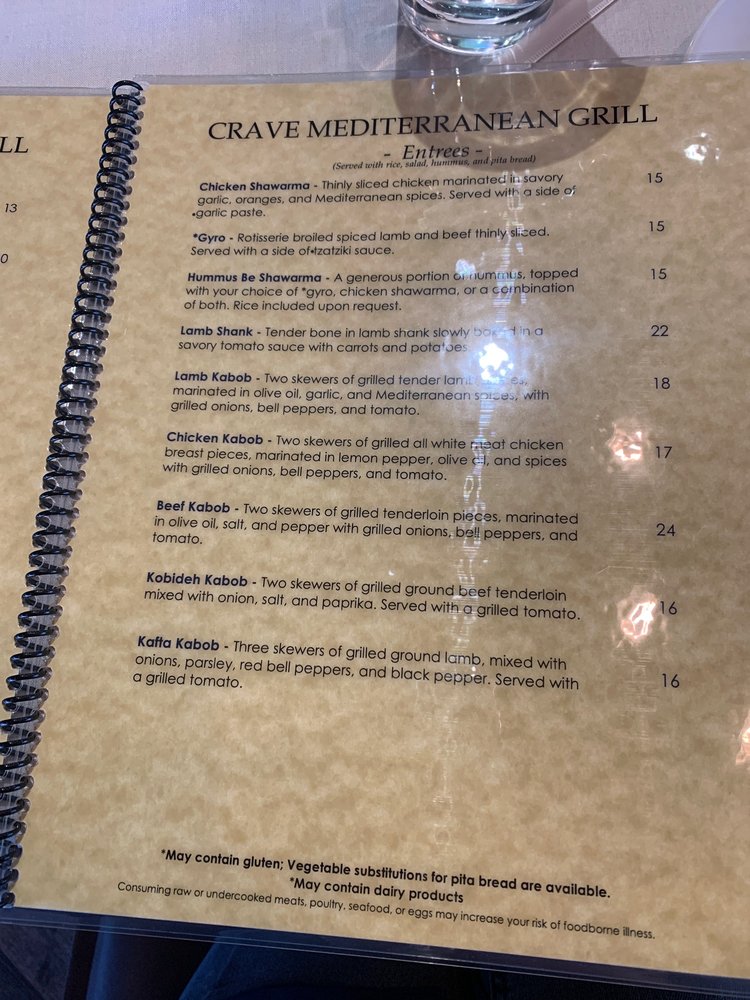 LL
13
0
CRAVE MEDITERRANEAN GRILL
- Entrees -
(Served with rice, salad, hummus, and pita bread)
Chicken Shawarma - Thinly sliced chicken marinated in savory 15
garlic, oranges, and Mediterranean spices. Served with a side of
garlic paste.
*Gyro - Rotisserie broiled spiced lamb and beef thinly sliced. 15
Served with a side of tzatziki sauce.
Hummus Be Shawarma - A generous portion of hummus, topped 15
with your choice of *gyro, chicken shawarma, or a combination
of both. Rice included upon request.
Lamb Shank - Tender bone in lamb shank slowly baked in a 22
savory tomato sauce with carrots and potatoes
Lamb Kabob - Two skewers of grilled tender lamb 18
marinated in olive oil, garlic, and Mediterranean spices, with
grilled onions, bell peppers, and tomato.
Chicken Kabob - Two skewers of grilled all white meat chicken 17
breast pieces, marinated in lemon pepper, olive oil, and spices
with grilled onions, bell peppers, and tomato.
Beef Kabob - Two skewers of grilled tenderloin pieces, marinated
in olive oil, salt, and pepper with grilled onions, bell peppers, and 24
tomato.
Kobideh Kabob - Two skewers of grilled ground beef tenderloin 16
mixed with onion, salt, and paprika. Served with a grilled tomato.
Kafta Kabob - Three skewers of grilled ground lamb, mixed with
onions, parsley, red bell peppers, and black pepper. Served with 16
a grilled tomato.
*May contain gluten; Vegetable substitutions for pita bread are available.
*May contain dairy products
Consuming raw or undercooked meats, poultry, seafood, or eggs may increase your risk of foodborne illness.